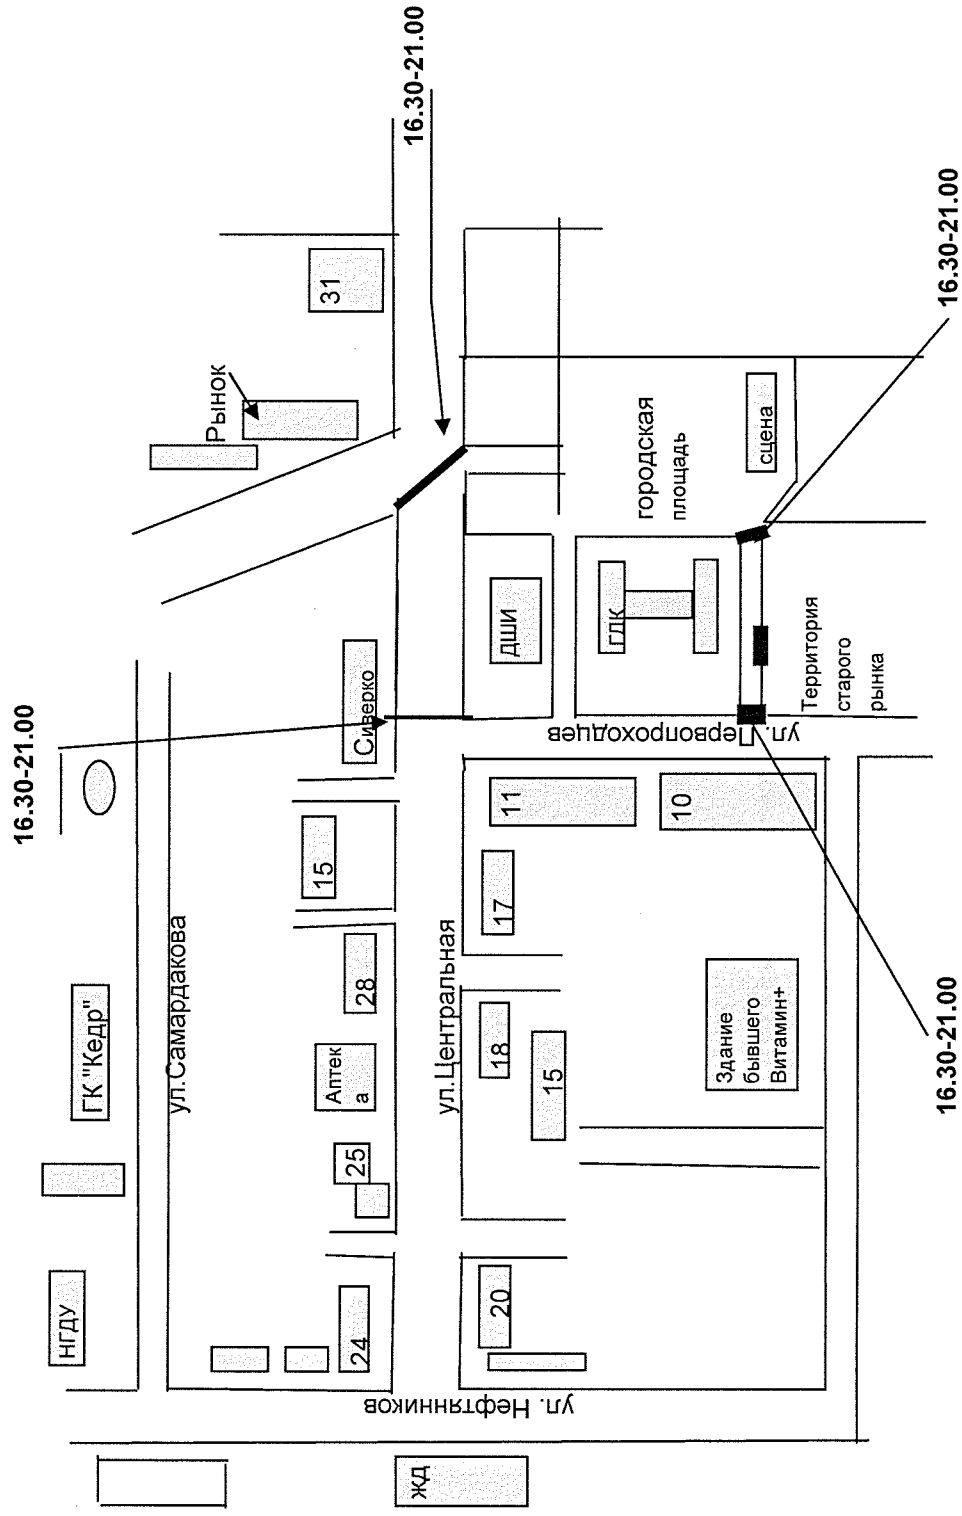 16.30-21.00
16.30-21.00
16.30-21.00
16.30-21.00
НГДУ
ГК "Кедр"
ул.Самардакова
Рынок
31
24
25
Аптек
а
28
15
Сиверко
ул.Центральная
20
18
15
17
11
10
ДШИ
ГДК
городская
площадь
сцена
Здание
бывшего
Витамин+
Территория
старого
рынка
ул. Первопроходцев
ул. Нефтянников
ЖД